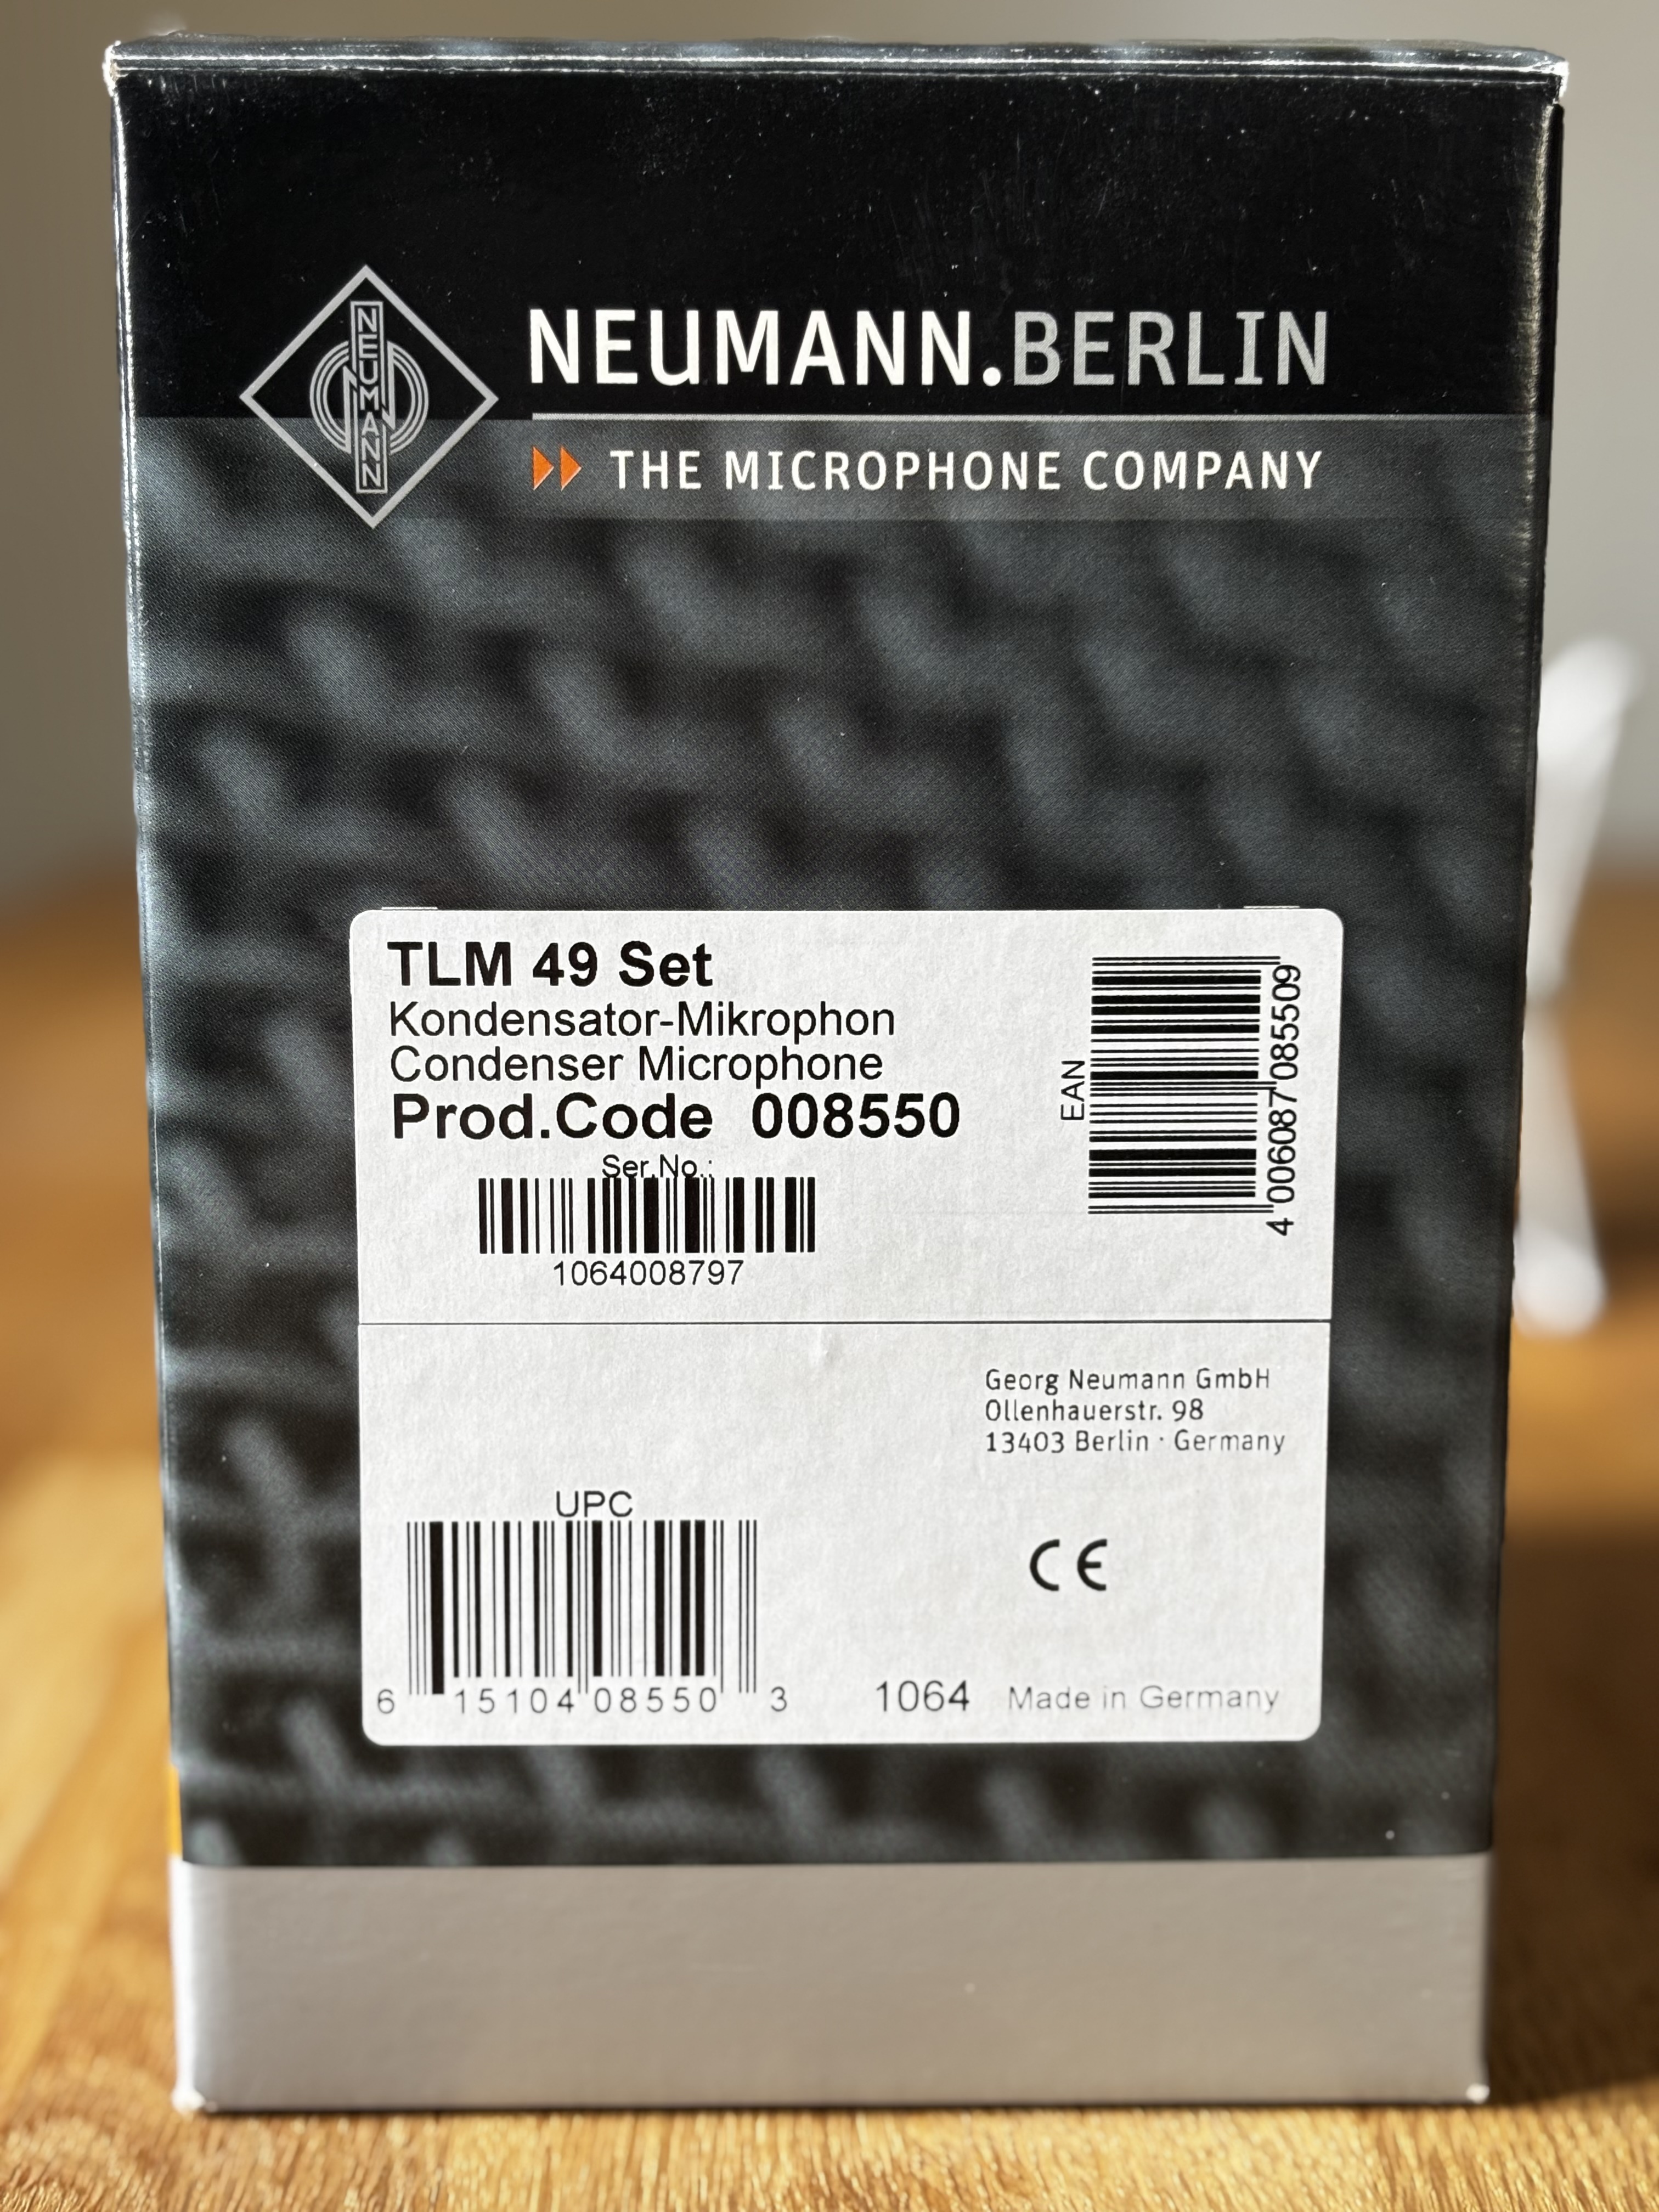 NEUMANN
NEUMANN.BERLIN
THE MICROPHONE COMPANY
TLM 49 Set
Kondensator-Mikrophon
Condenser Microphone
Prod.Code 008550
Ser.No.:
1064008797
EAN
4 006087 085509
Georg Neumann GmbH
Ollenhauerstr. 98
13403 Berlin · Germany
UPC
6 15104 08550 3
CE
1064 Made in Germany